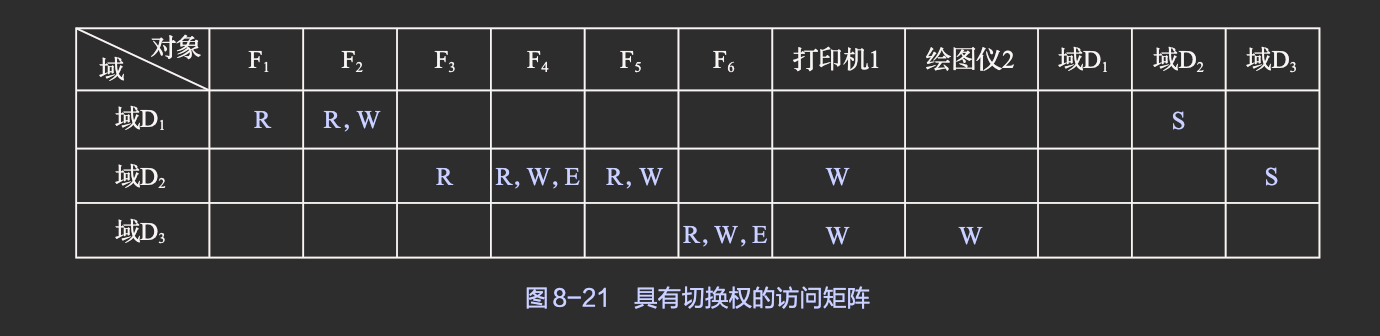 对象
域 F₁ F₂ F₃ F₄ F₅ F₆ 打印机1 绘图仪2 域D₁ 域D₂ 域D₃
域D₁ R R, W S
域D₂ R R, W, E R, W W S
域D₃ R, W, E W W
图8-21 具有切换权的访问矩阵